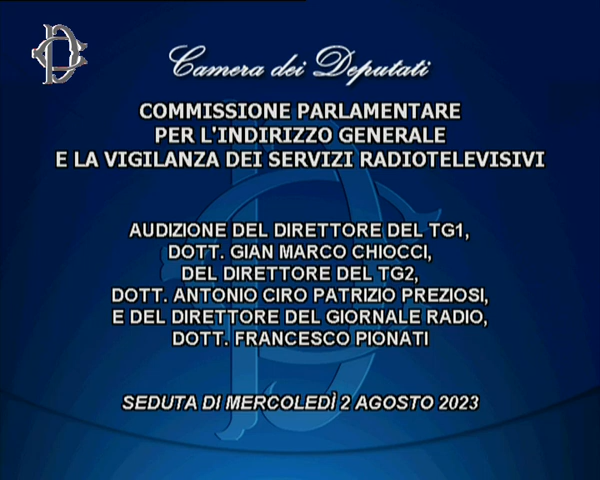 Camera dei Deputati
COMMISSIONE PARLAMENTARE
PER L'INDIRIZZO GENERALE
E LA VIGILANZA DEI SERVIZI RADIOTELEVISIVI
AUDIZIONE DEL DIRETTORE DEL TG1,
DOTT. GIAN MARCO CHIOCCI,
DEL DIRETTORE DEL TG2,
DOTT. ANTONIO CIRO PATRIZIO PREZIOSI,
E DEL DIRETTORE DEL GIORNALE RADIO,
DOTT. FRANCESCO PIONATI
SEDUTA DI MERCOLEDÌ 2 AGOSTO 2023